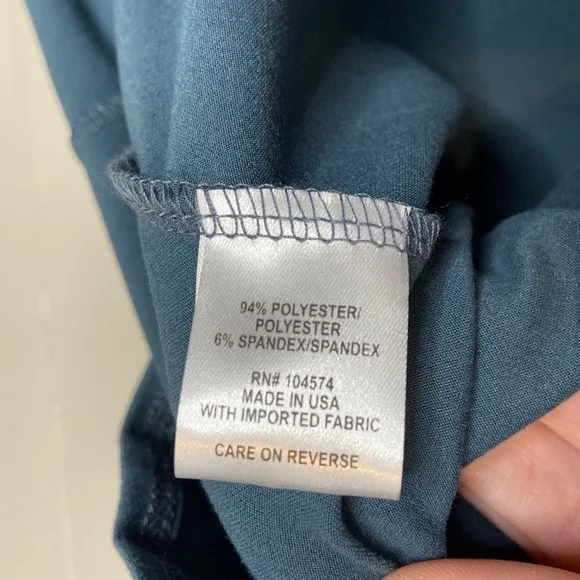 94% POLYESTER/
POLYESTER
6% SPANDEX/SPANDEX
RN# 104574
MADE IN USA
WITH IMPORTED FABRIC
CARE ON REVERSE